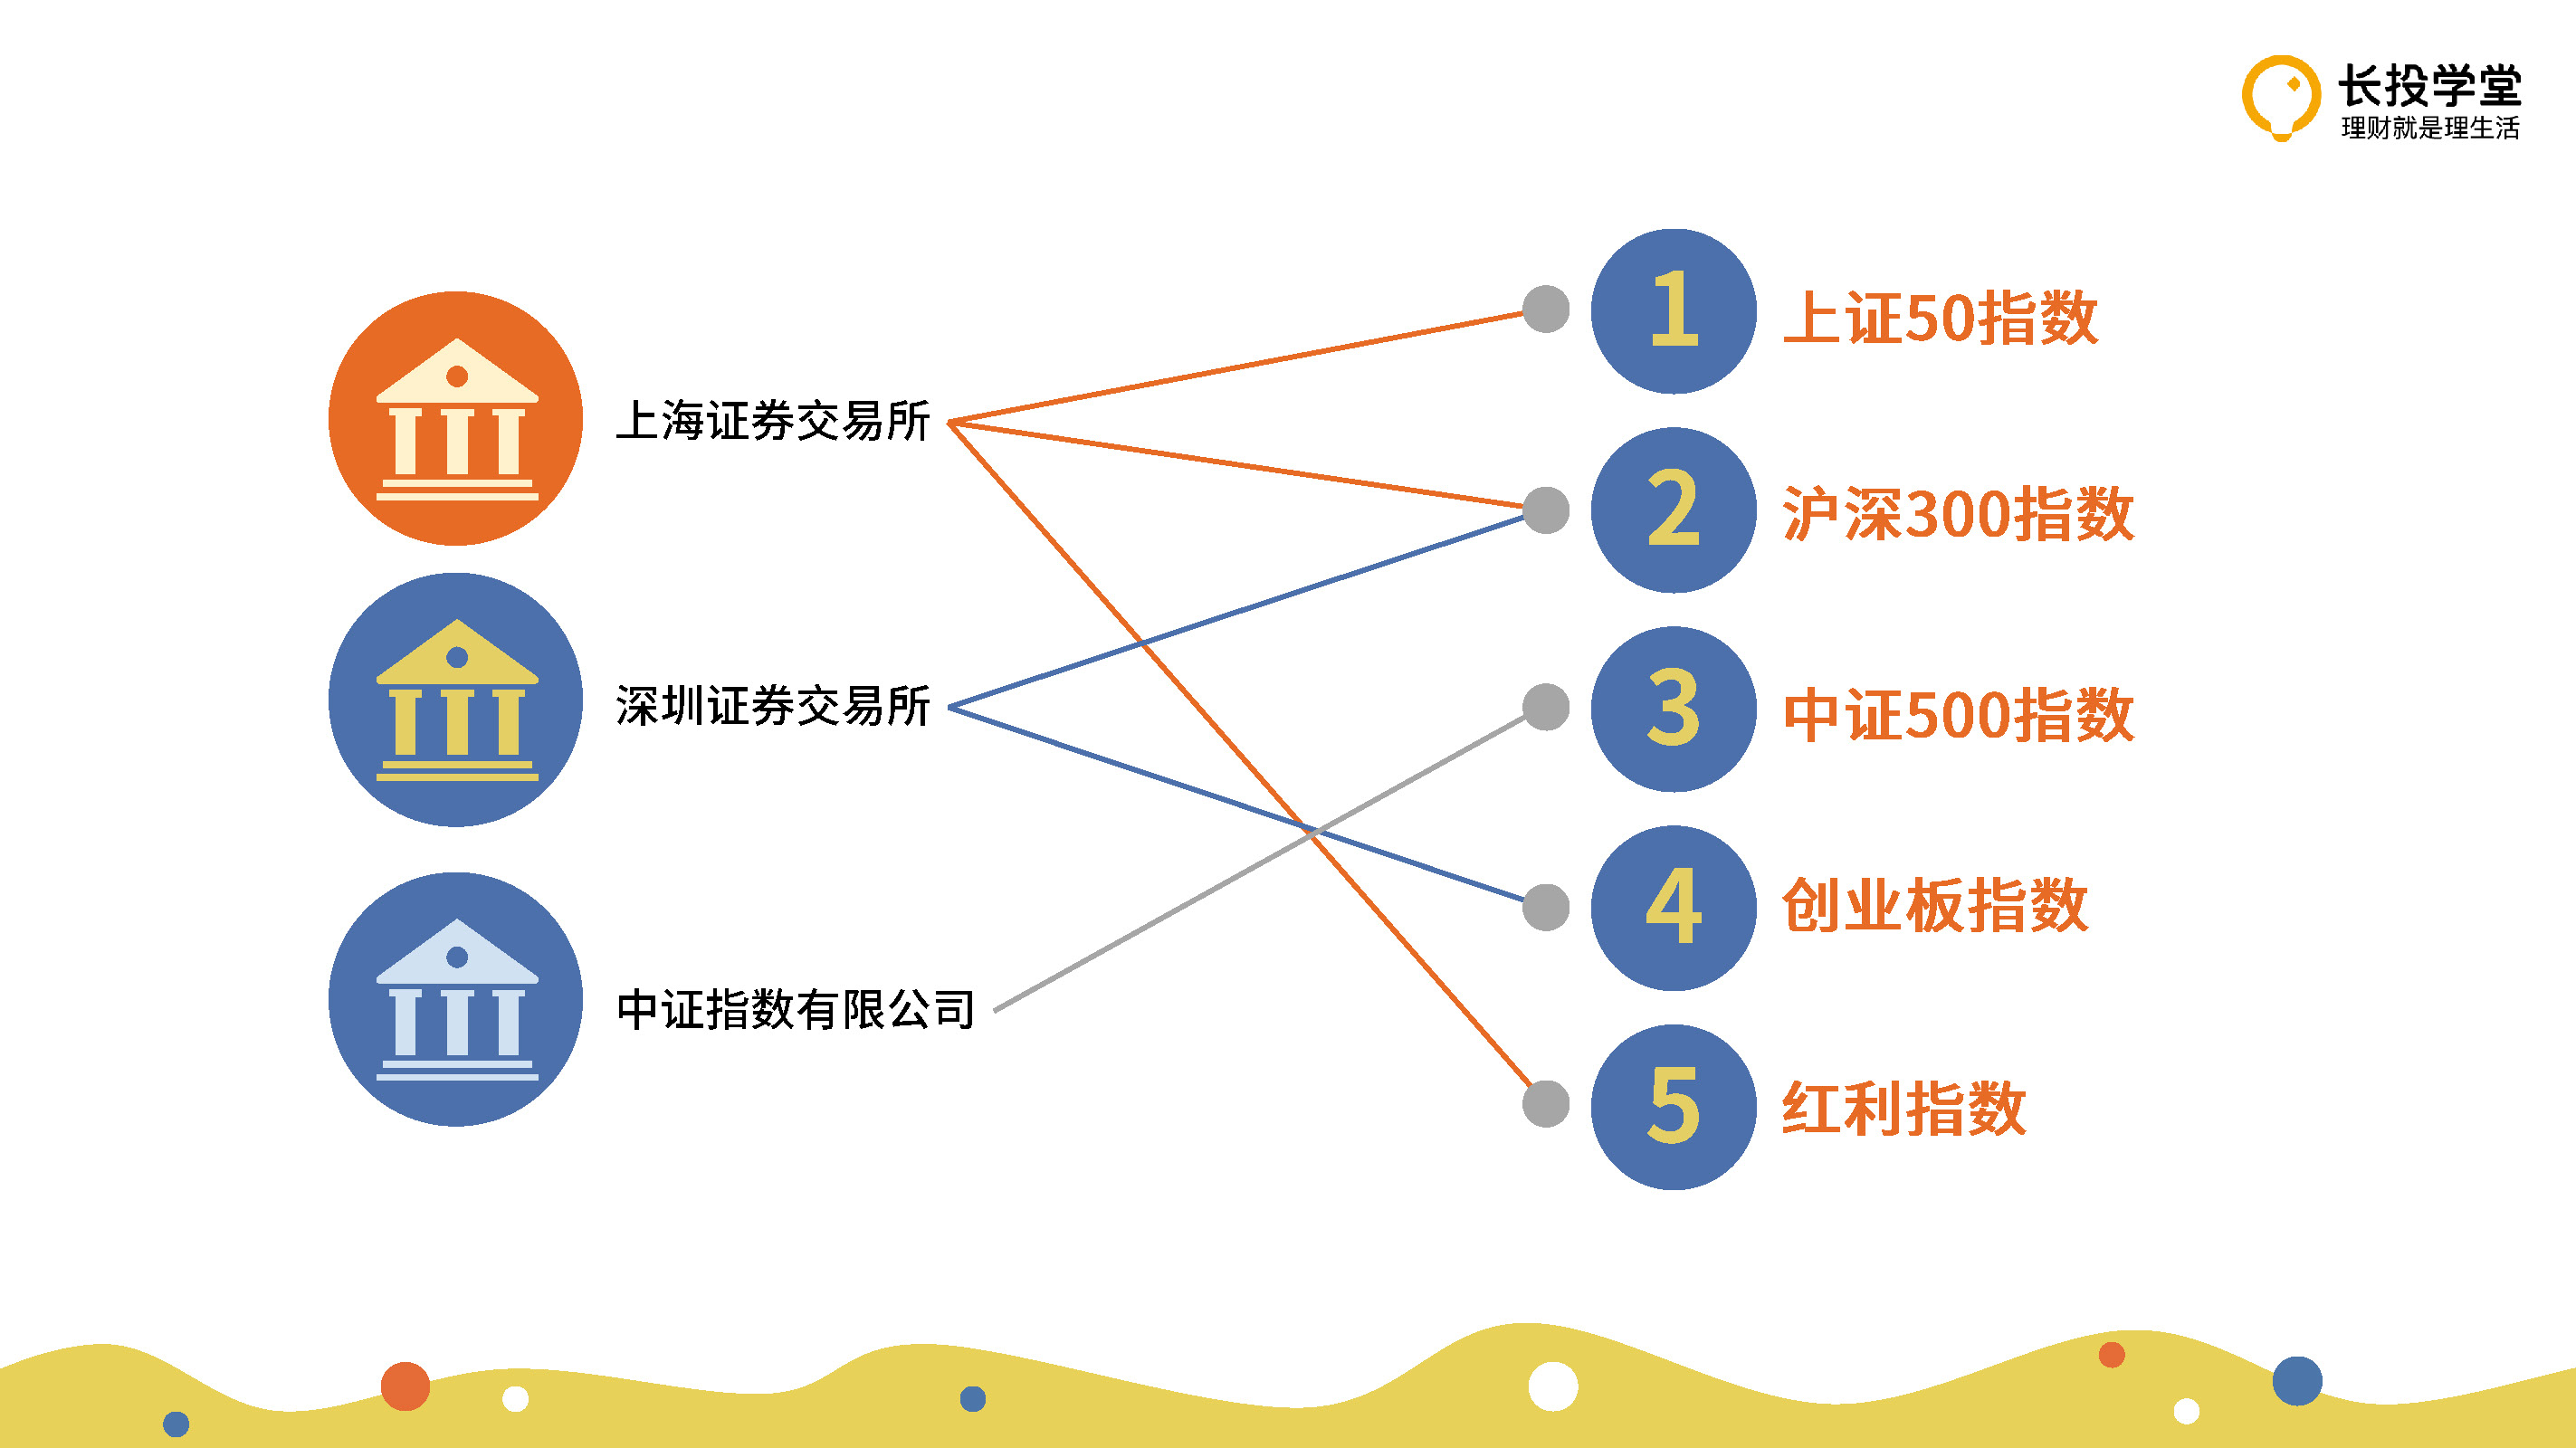 长投学堂
理财就是理生活
上海证券交易所
深圳证券交易所
中证指数有限公司
1 上证50指数
2 沪深300指数
3 中证500指数
4 创业板指数
5 红利指数